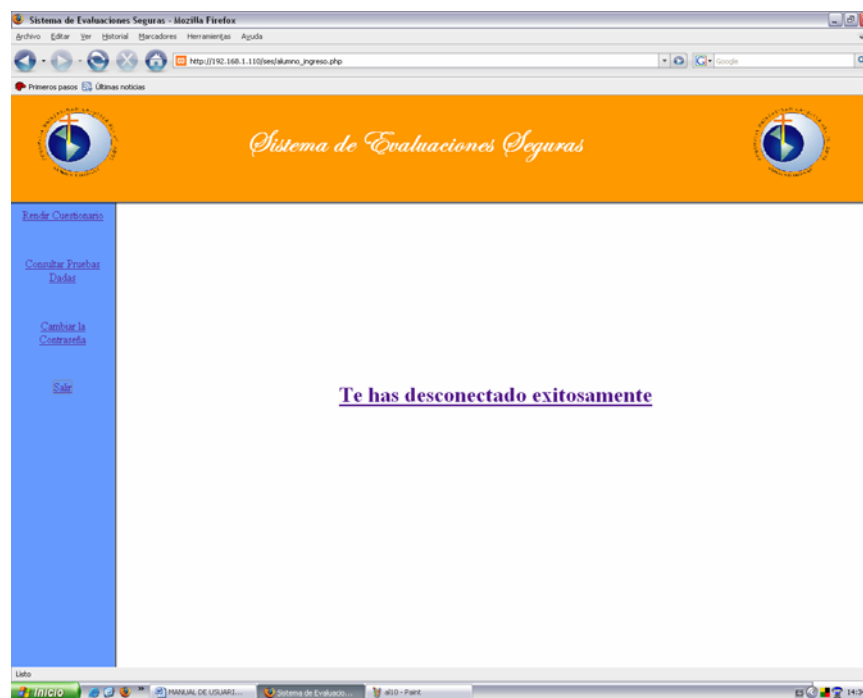 Sistema de Evaluaciones Seguras - Mozilla Firefox
Archivo Editar Ver Historial Marcadores Herramientas Ayuda
http://192.168.1.110/ses/alumno_ingreso.php
Google
Primeros pasos Últimas noticias
Sistema de Evaluaciones Seguras
Rendir Cuestionario
Consultar Pruebas
Dadas
Cambiar la
Contraseña
Salir
Te has desconectado exitosamente
Listo
Inicio
MANUAL DE USUARI...
Sistema de Evaluacio...
al10 - Paint